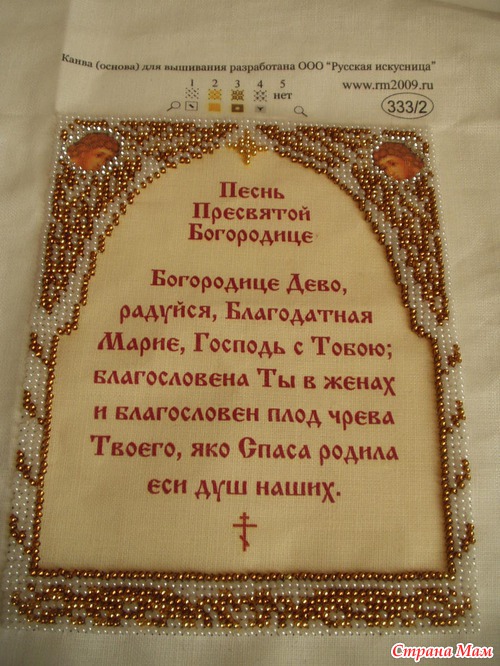 Канва (основа) для вышивания разработана ООО "Русская искусница"
1 2 3 4 5
нет
www.rm2009.ru
333/2
Песнь
Пресвятой
Богородице
Богородице Дево,
радуйся, Благодатная
Марие, Господь с Тобою;
благословена Ты в женах
и благословен плод чрева
Твоего, яко Спаса родила
еси душ наших.
Страна Мам